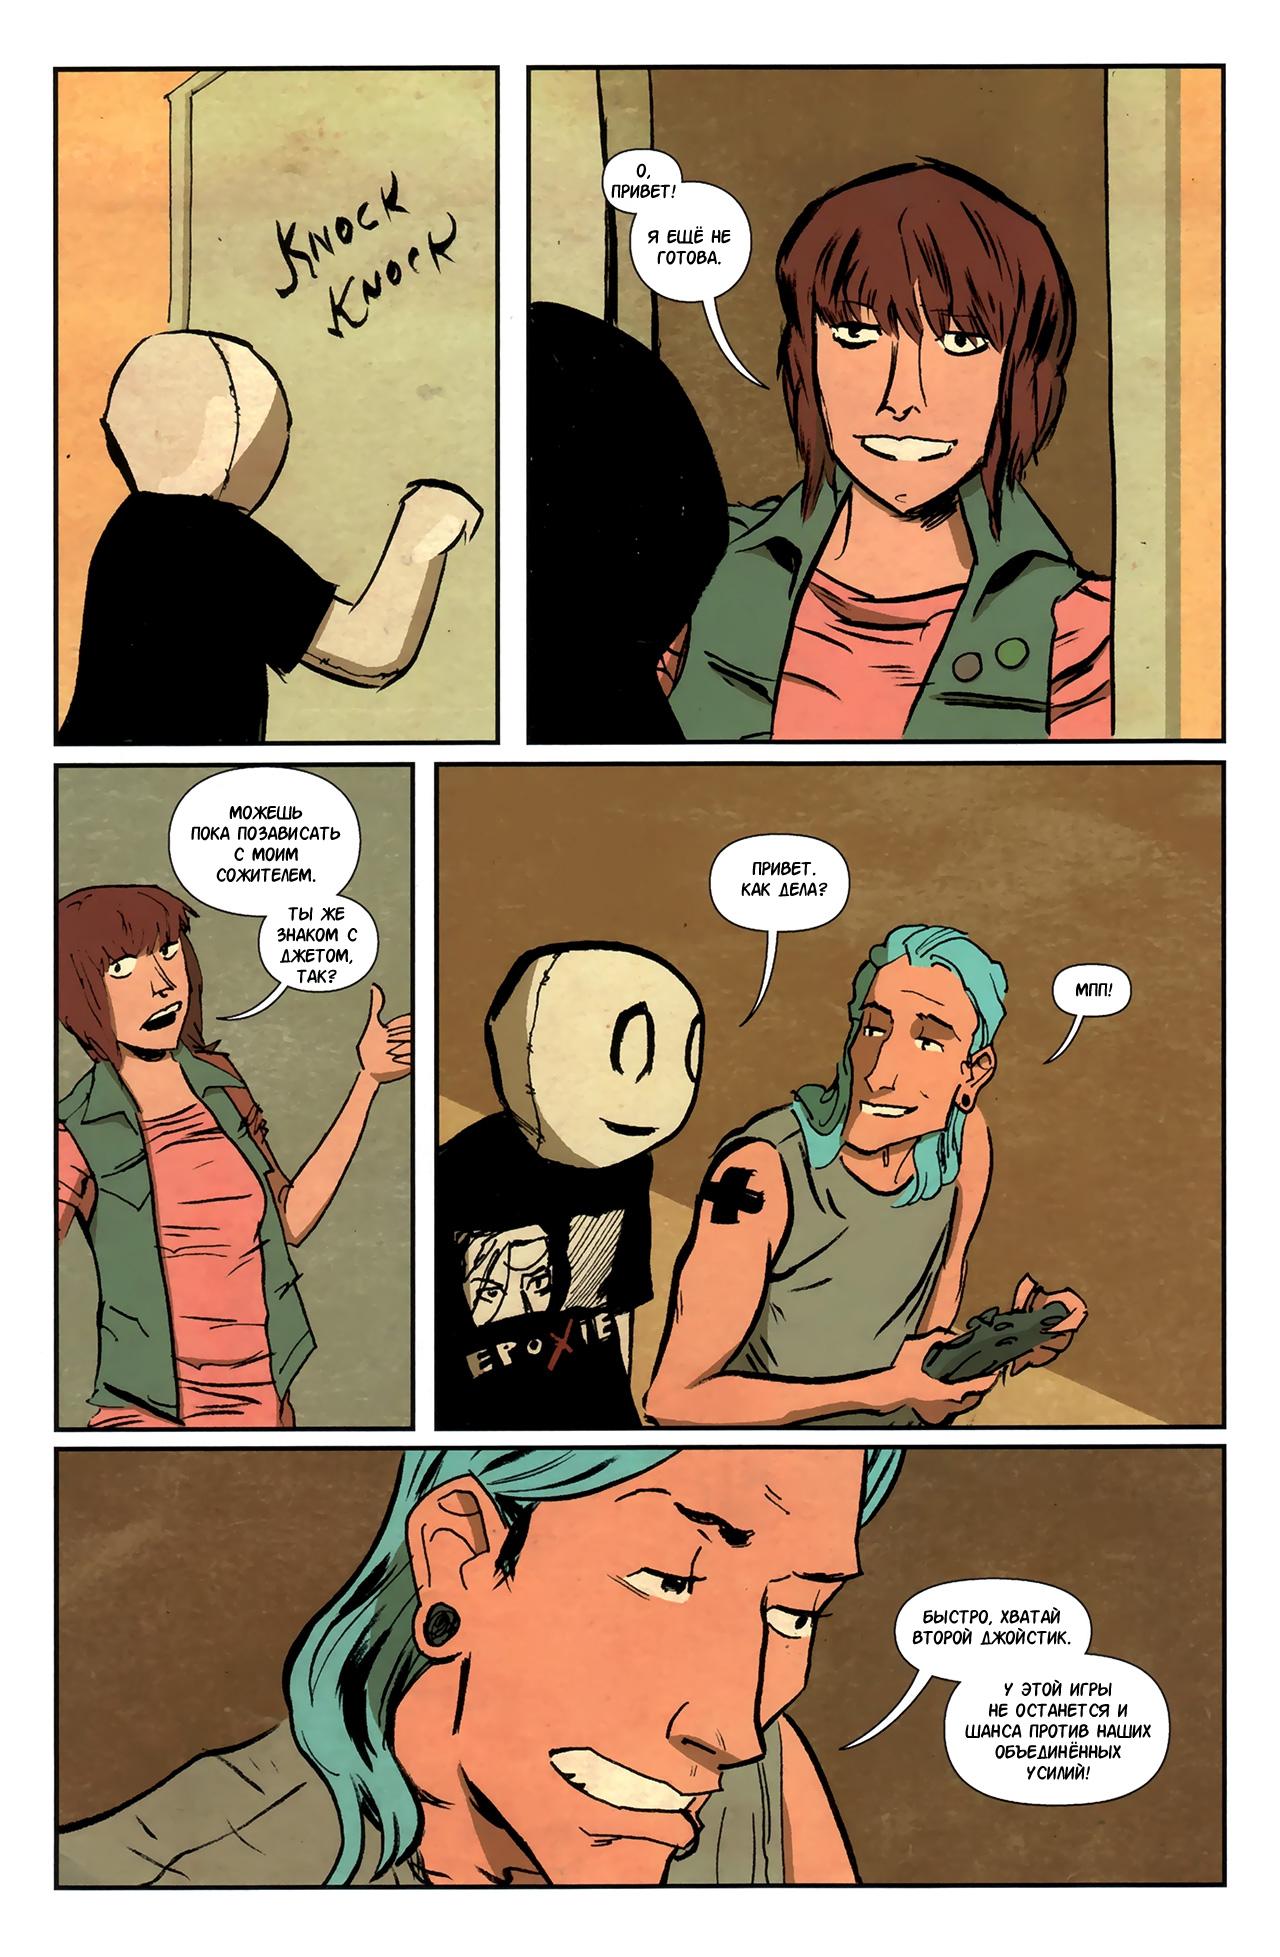 KNOCK
KNOCK
О,
ПРИВЕТ!
Я ЕЩЁ НЕ
ГОТОВА.
МОЖЕШЬ
ПОКА ПОЗАВИСАТЬ
С МОИМ
СОЖИТЕЛЕМ.
ТЫ ЖЕ
ЗНАКОМ С
ДЖЕТОМ,
ТАК?
ПРИВЕТ.
КАК ДЕЛА?
МПП!
EPOXIE
БЫСТРО, ХВАТАЙ
ВТОРОЙ ДЖОЙСТИК.
У ЭТОЙ ИГРЫ
НЕ ОСТАНЕТСЯ И
ШАНСА ПРОТИВ НАШИХ
ОБЪЕДИНЁННЫХ
УСИЛИЙ!